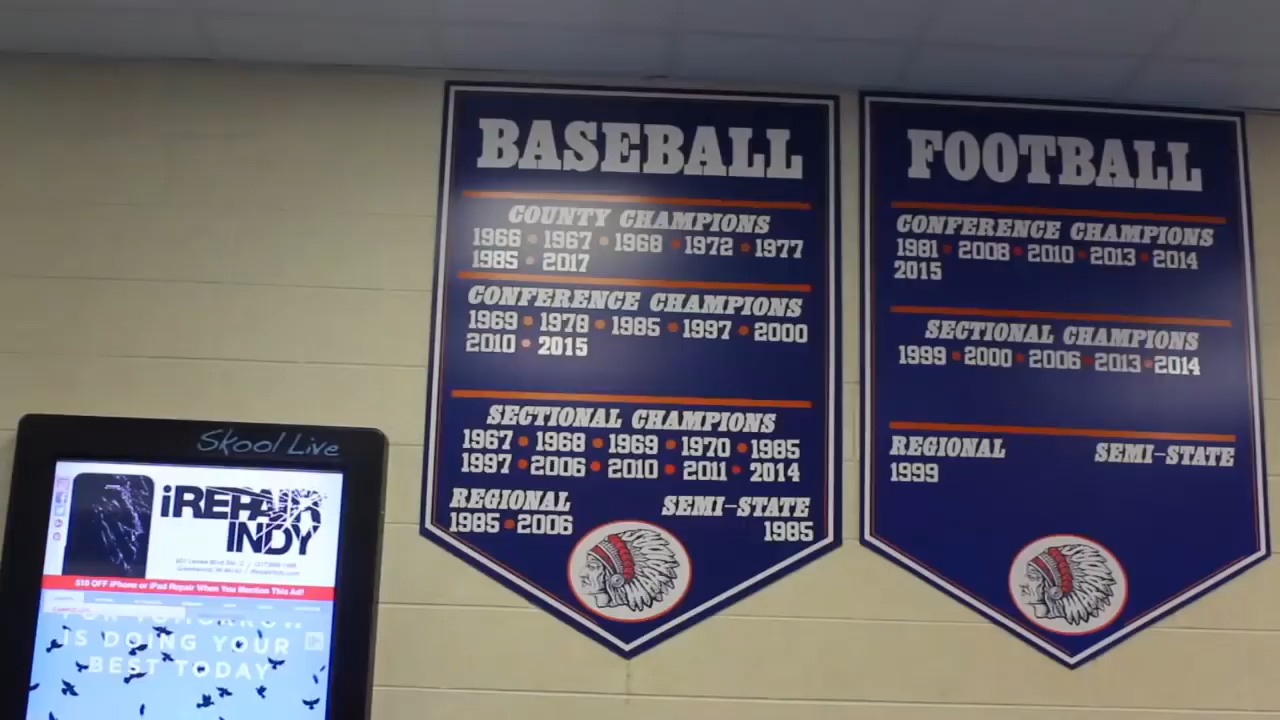 BASEBALL
COUNTY CHAMPIONS
1966 • 1967 • 1968 • 1972 • 1977
1985 • 2017
CONFERENCE CHAMPIONS
1969 • 1978 • 1985 • 1997 • 2000
2010 • 2015
SECTIONAL CHAMPIONS
1967 • 1968 • 1969 • 1970 • 1985
1997 • 2006 • 2010 • 2011 • 2014
REGIONAL SEMI-STATE
1985 • 2006 1985
FOOTBALL
CONFERENCE CHAMPIONS
1981 • 2008 • 2010 • 2013 • 2014
2015
SECTIONAL CHAMPIONS
1999 • 2000 • 2006 • 2013 • 2014
REGIONAL SEMI-STATE
1999
Skool Live
iREPAIR
INDY
$10 OFF iPhone or iPad Repair When You Mention This Ad!
FOR TOMORROW
IS DOING YOUR
BEST TODAY